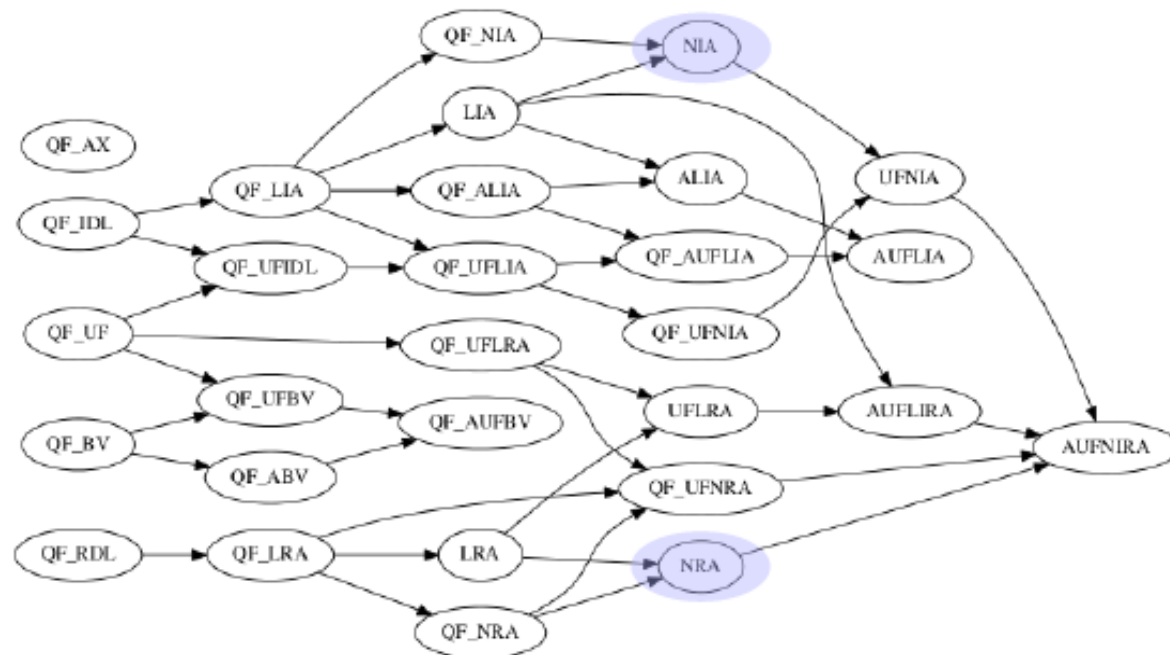 QF_NIA
NIA
LIA
QF_AX
QF_LIA
QF_ALIA
ALIA
UFNIA
QF_IDL
QF_UFIDL
QF_UFLIA
QF_AUFLIA
AUFLIA
QF_UF
QF_UFLRA
QF_UFNIA
QF_UFBV
QF_AUFBV
UFLRA
AUFLIRA
QF_BV
QF_ABV
QF_UFNRA
AUFNIRA
QF_RDL
QF_LRA
LRA
NRA
QF_NRA